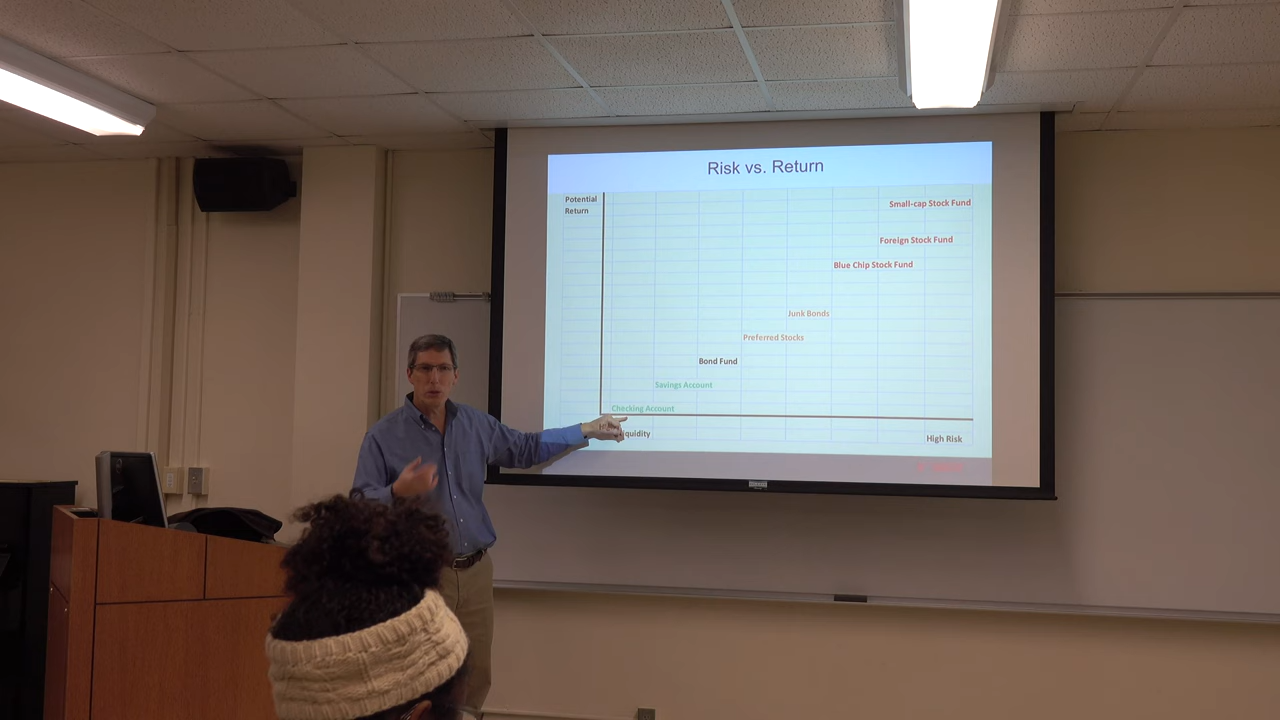 Risk vs. Return
Potential
Return
Small-cap Stock Fund
Foreign Stock Fund
Blue Chip Stock Fund
Junk Bonds
Preferred Stocks
Bond Fund
Savings Account
Checking Account
High Risk